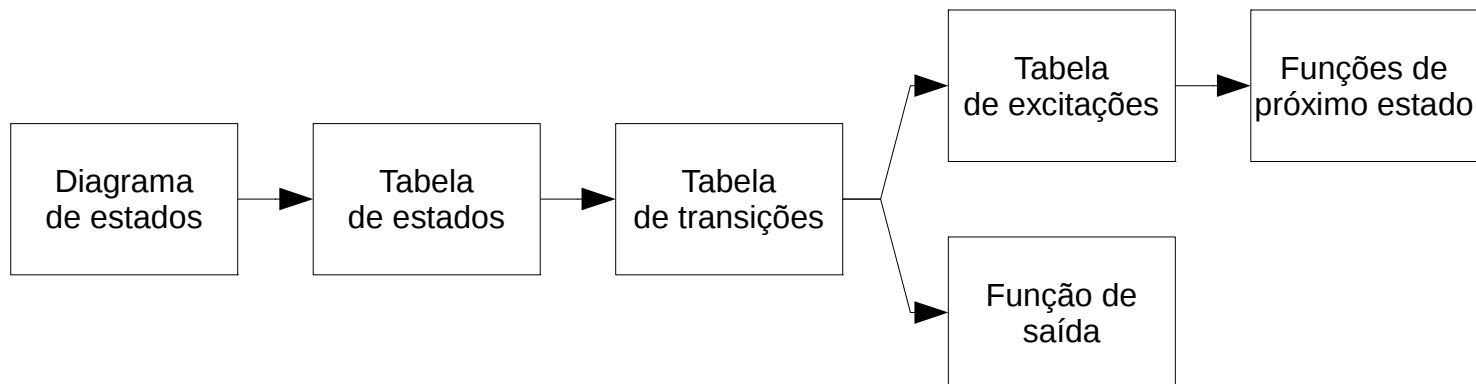 Diagrama
de estados
Tabela
de estados
Tabela
de transições
Tabela
de excitações
Funções de
próximo estado
Função de
saída